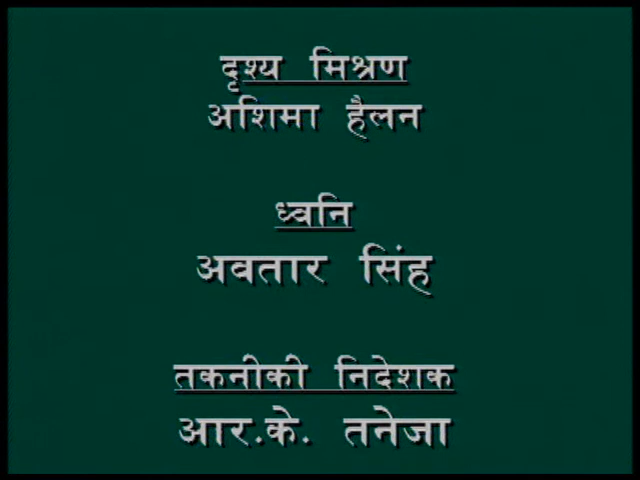 दृश्य मिश्रण
अशिमा हैलन
ध्वनि
अवतार सिंह
तकनीकी निदेशक
आर.के. तनेजा